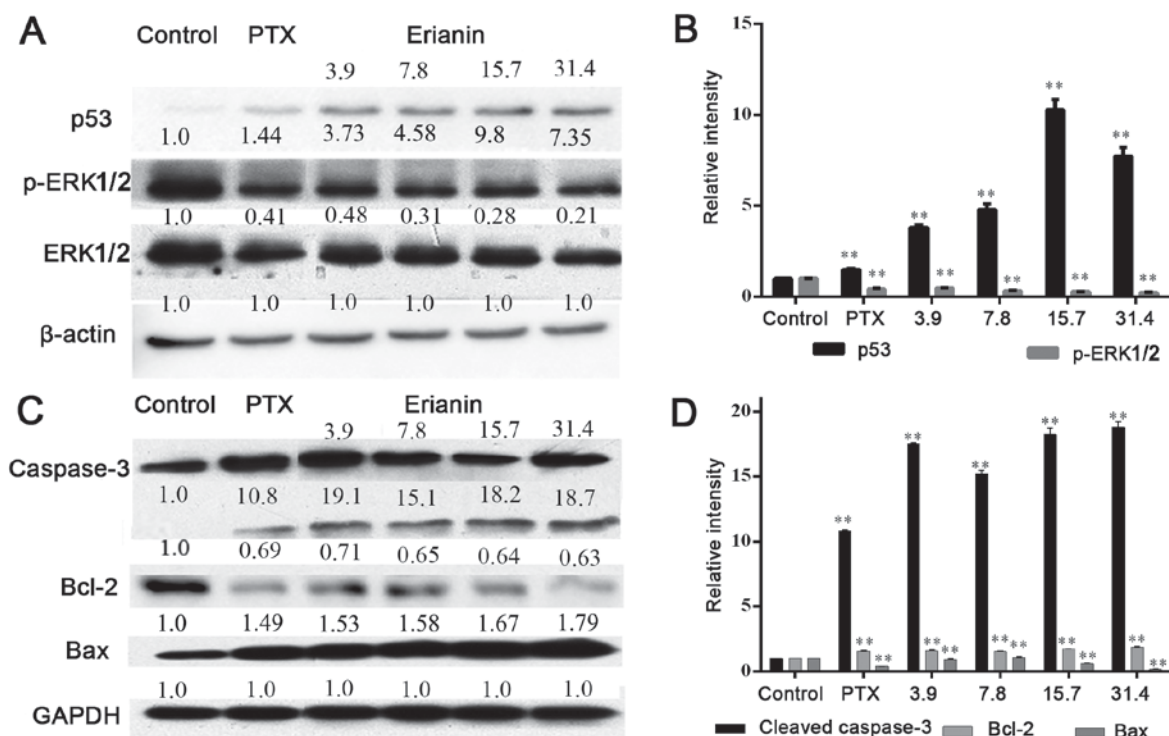 A
Control PTX Erianin
3.9 7.8 15.7 31.4
p53
1.0 1.44 3.73 4.58 9.8 7.35
p-ERK1/2
1.0 0.41 0.48 0.31 0.28 0.21
ERK1/2
1.0 1.0 1.0 1.0 1.0 1.0
β-actin
B
Relative intensity
15
10
5
0
** ** ** ** ** ** ** ** ** **
Control PTX 3.9 7.8 15.7 31.4
p53 p-ERK1/2
C
Control PTX Erianin
3.9 7.8 15.7 31.4
Caspase-3
1.0 10.8 19.1 15.1 18.2 18.7
1.0 0.69 0.71 0.65 0.64 0.63
Bcl-2
1.0 1.49 1.53 1.58 1.67 1.79
Bax
1.0 1.0 1.0 1.0 1.0 1.0
GAPDH
D
Relative intensity
20
15
10
5
0
** ** ** ** ** ** ** ** ** ** ** ** ** ** **
Control PTX 3.9 7.8 15.7 31.4
Cleaved caspase-3 Bcl-2 Bax